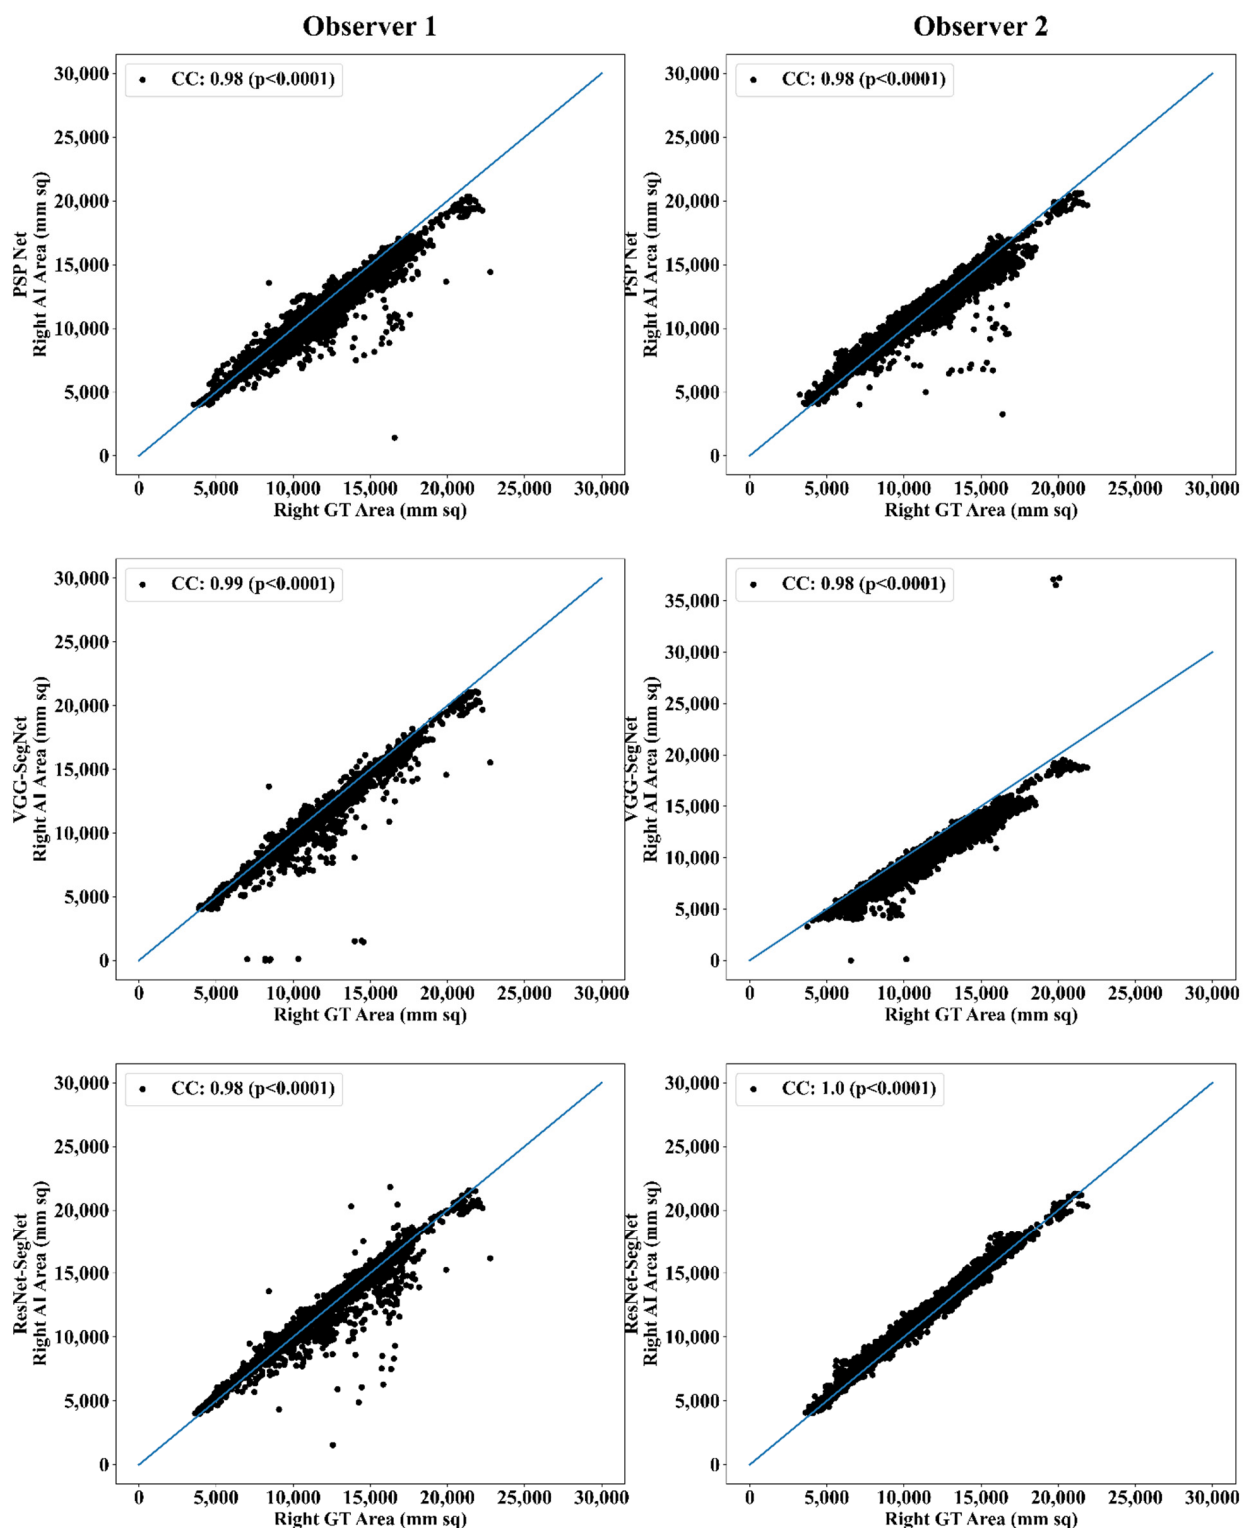 Observer 1
Observer 2
CC: 0.98 (p<0.0001)
30,000
25,000
20,000
15,000
10,000
5,000
0
PSP Net
Right AI Area (mm sq)
0 5,000 10,000 15,000 20,000 25,000 30,000
Right GT Area (mm sq)
CC: 0.98 (p<0.0001)
30,000
25,000
20,000
15,000
10,000
5,000
0
PSP Net
Right AI Area (mm sq)
0 5,000 10,000 15,000 20,000 25,000 30,000
Right GT Area (mm sq)
CC: 0.99 (p<0.0001)
30,000
25,000
20,000
15,000
10,000
5,000
0
VGG-SegNet
Right AI Area (mm sq)
0 5,000 10,000 15,000 20,000 25,000 30,000
Right GT Area (mm sq)
CC: 0.98 (p<0.0001)
35,000
30,000
25,000
20,000
15,000
10,000
5,000
0
VGG-SegNet
Right AI Area (mm sq)
0 5,000 10,000 15,000 20,000 25,000 30,000
Right GT Area (mm sq)
CC: 0.98 (p<0.0001)
30,000
25,000
20,000
15,000
10,000
5,000
0
ResNet-SegNet
Right AI Area (mm sq)
0 5,000 10,000 15,000 20,000 25,000 30,000
Right GT Area (mm sq)
CC: 1.0 (p<0.0001)
30,000
25,000
20,000
15,000
10,000
5,000
0
ResNet-SegNet
Right AI Area (mm sq)
0 5,000 10,000 15,000 20,000 25,000 30,000
Right GT Area (mm sq)